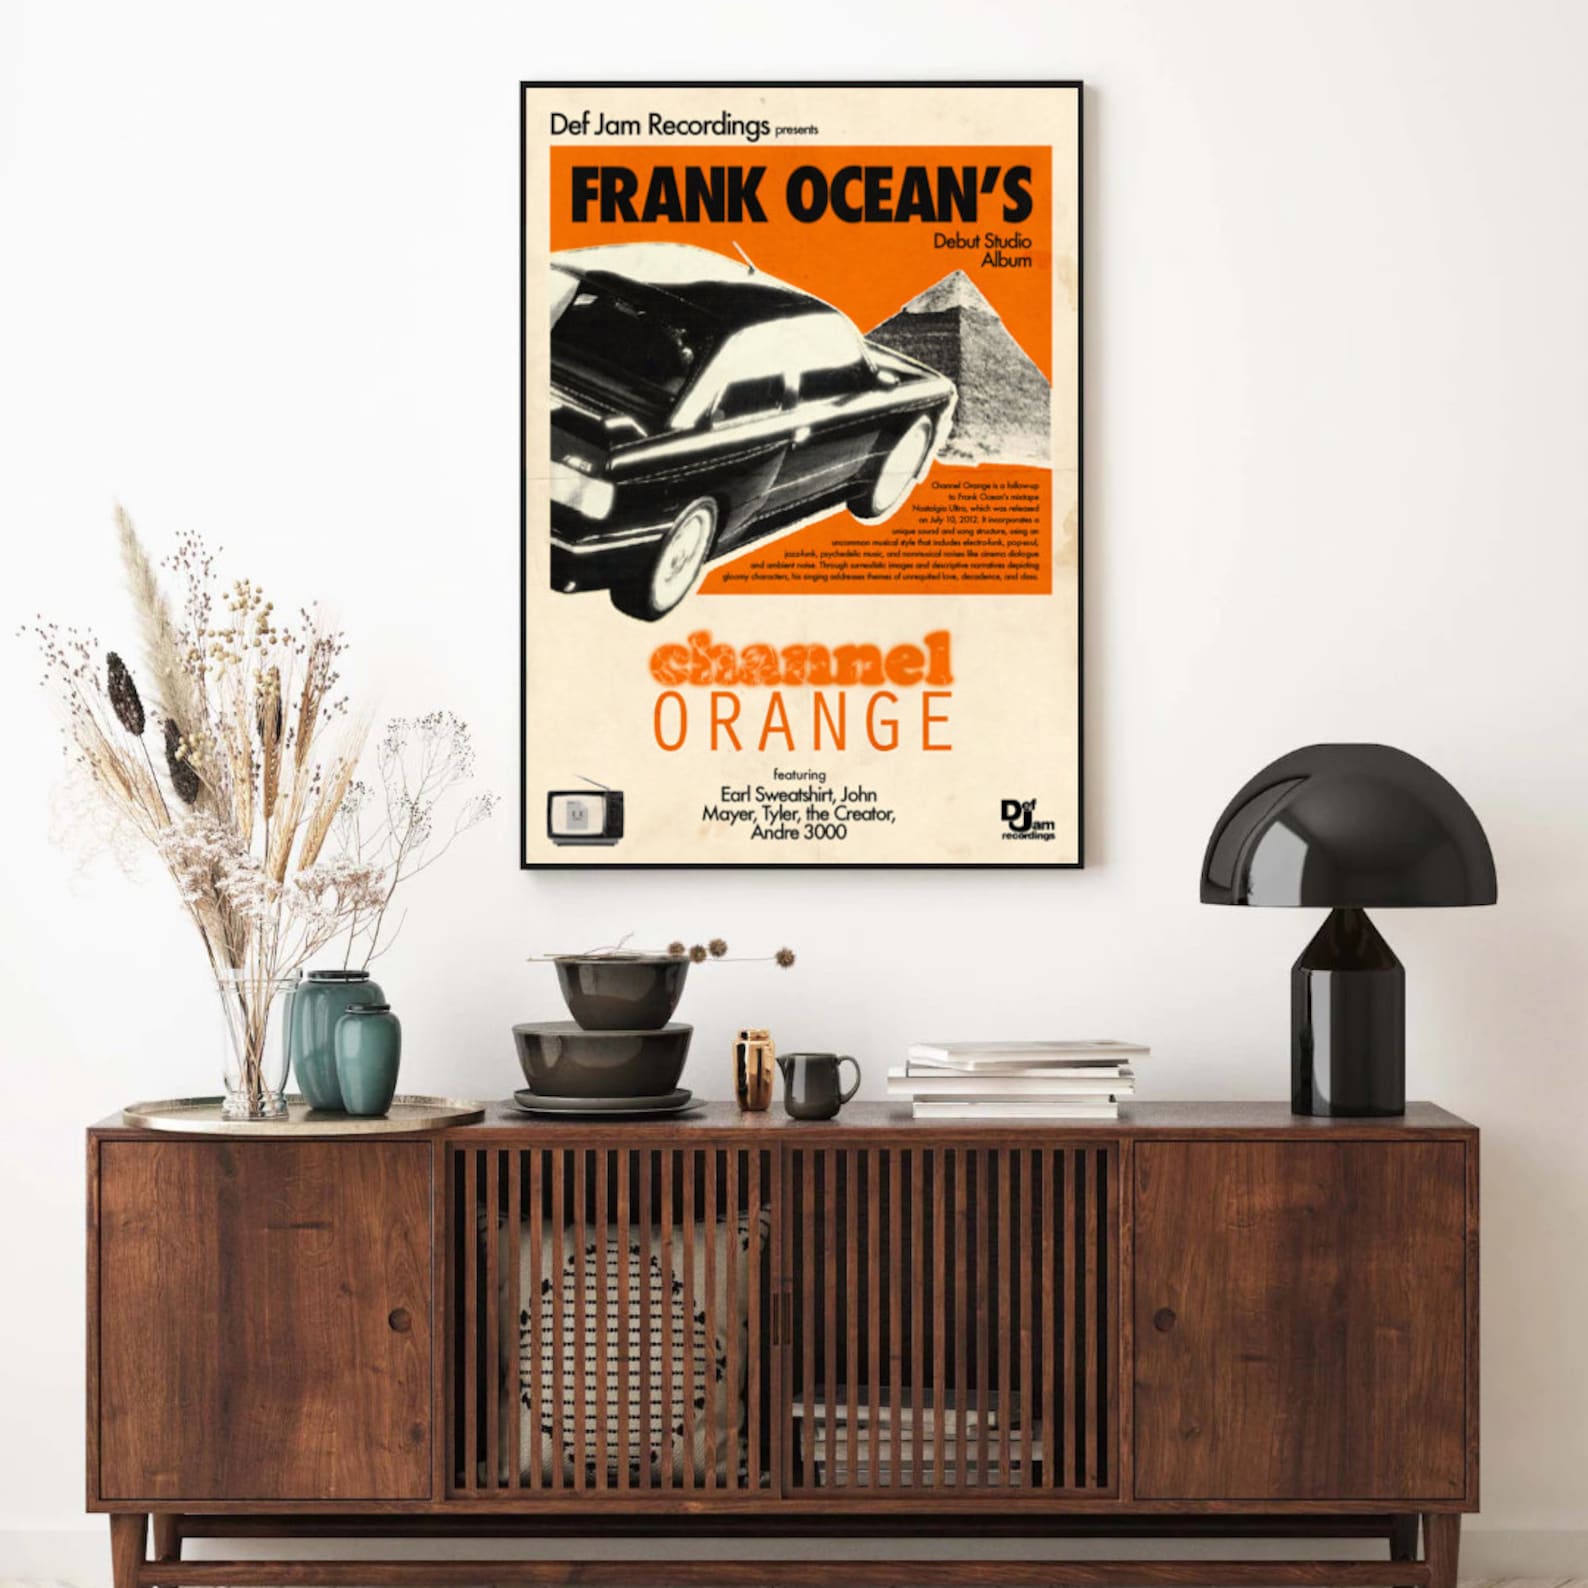 Def Jam Recordings presents
FRANK OCEAN'S
Debut Studio
Album
Channel Orange is a follow-up
to Frank Ocean's mixtape
Nostalgia Ultra, which was released
on July 10, 2012. It incorporates a
unique sound and song structure, using an
uncommon musical style that includes electro-funk, pop-soul,
jazz-funk, psychedelic music, and nonmusical noises like cinema dialogue
and ambient noise. Through surrealistic images and descriptive narratives depicting
gloomy characters, his singing addresses themes of unrequited love, decadence, and class.
channel
ORANGE
featuring
Earl Sweatshirt, John
Mayer, Tyler, the Creator,
Andre 3000
Def
Jam
recordings